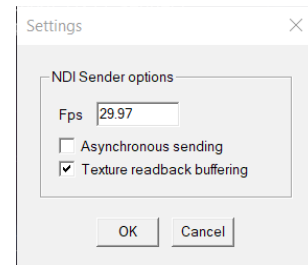 Settings
NDI Sender options
Fps 29.97
Asynchronous sending
Texture readback buffering
OK Cancel